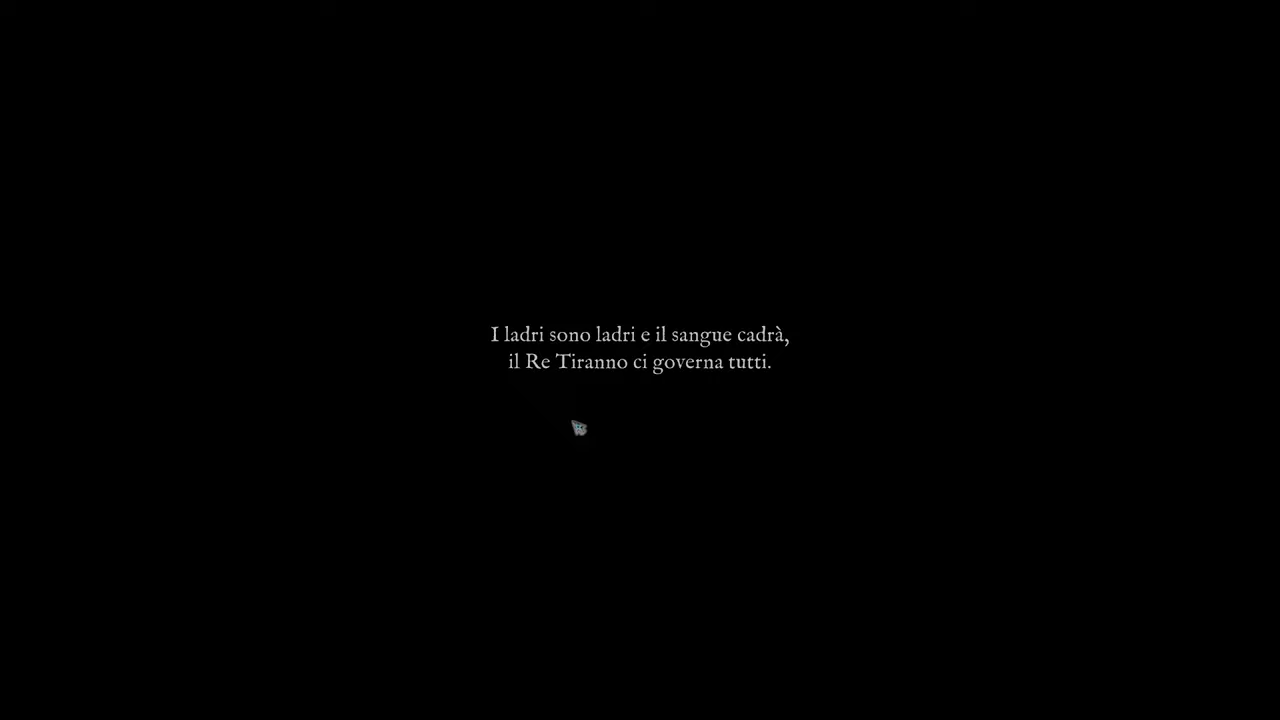 I ladri sono ladri e il sangue cadrà,
il Re Tiranno ci governa tutti.